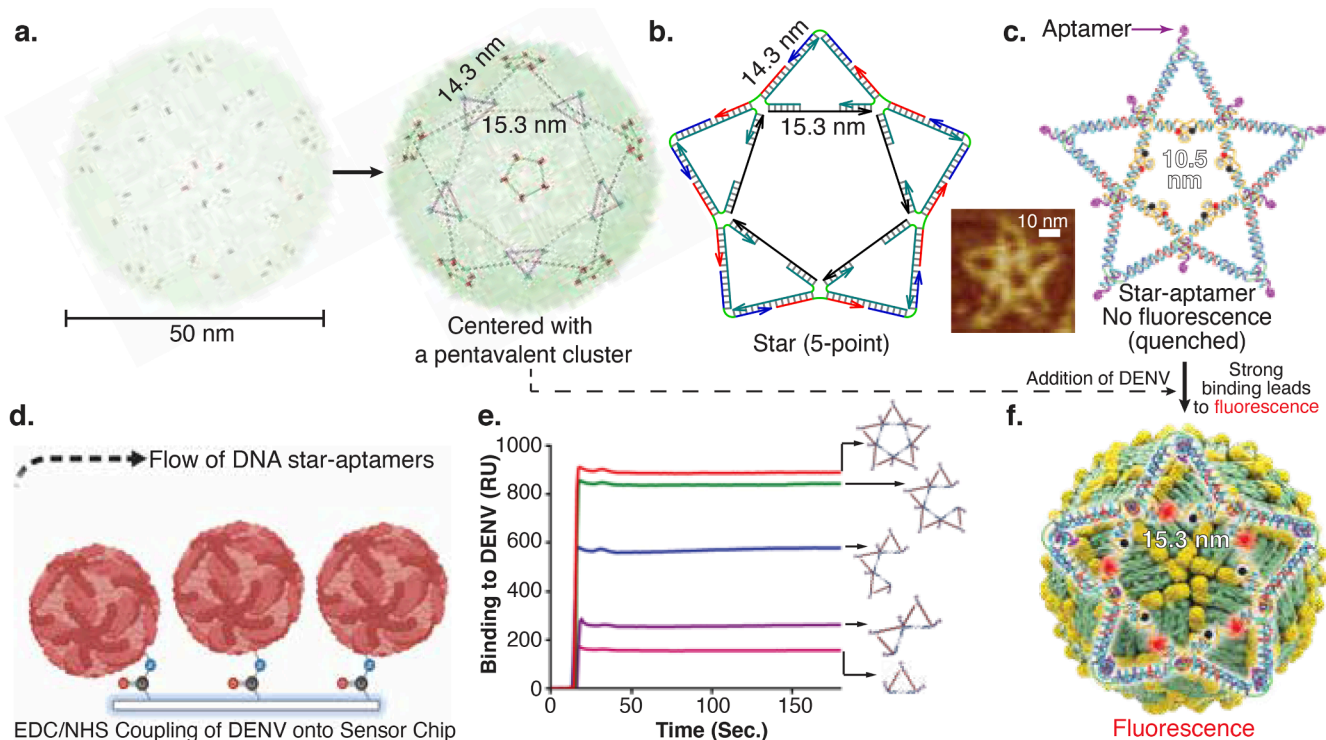 a.
14.3 nm
15.3 nm
50 nm
Centered with
a pentavalent cluster
b.
14.3 nm
15.3 nm
Star (5-point)
10 nm
c.
Aptamer
10.5
nm
Star-aptamer
No fluorescence
(quenched)
Addition of DENV
Strong
binding leads
to fluorescence
d.
Flow of DNA star-aptamers
EDC/NHS Coupling of DENV onto Sensor Chip
e.
Binding to DENV (RU)
1000
800
600
400
200
0
0
50
100
150
Time (Sec.)
f.
15.3 nm
Fluorescence